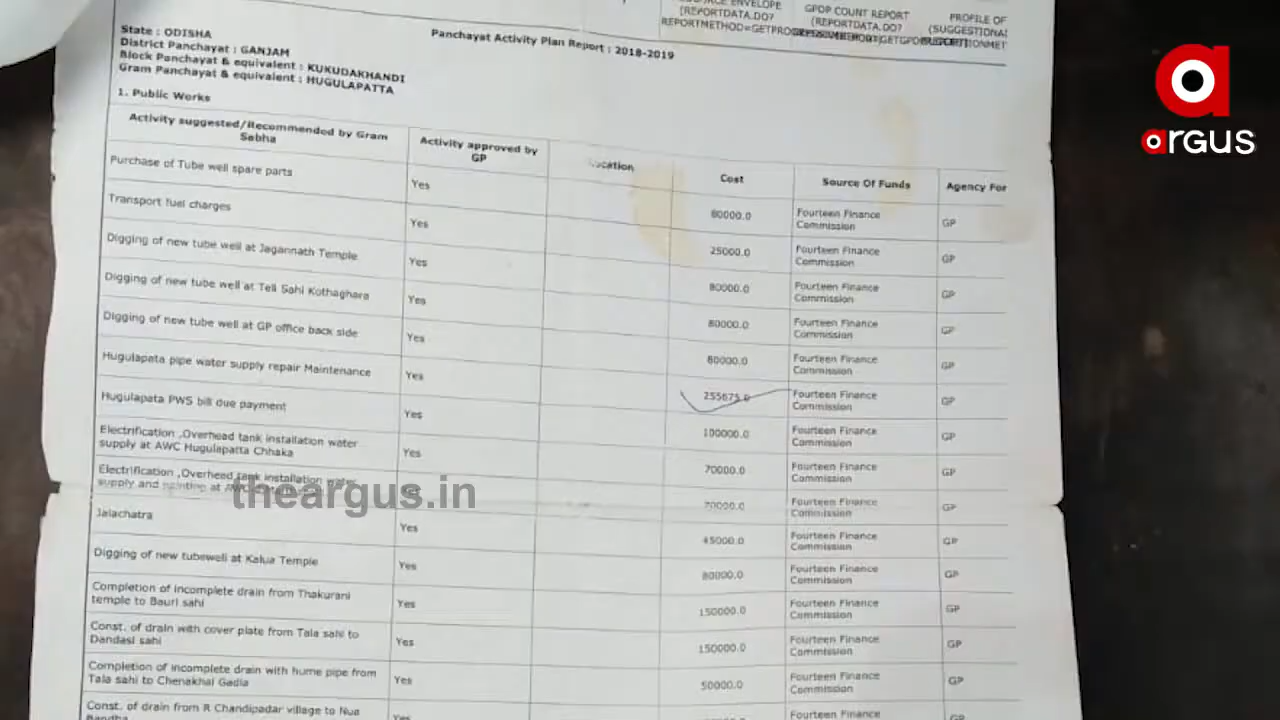 ENVELOPE
(REPORTDATA.DO?
GPDP COUNT REPORT
(REPORTDATA.DO?
PROFILE OF
(SUGGESTIONA
Panchayat Activity Plan Report : 2018-2019
State : ODISHA
District Panchayat : GANJAM
Block Panchayat & equivalent : KUKUDAKHANDI
Gram Panchayat & equivalent : HUGULAPATTA
1. Public Works
Activity suggested/Recommended by Gram
Sabha
Activity approved by
GP
Location
Cost
Source Of Funds
Agency For
Purchase of Tube well spare parts
Yes
80000.0
Fourteen Finance
Commission
GP
Transport fuel charges
Yes
25000.0
Fourteen Finance
Commission
GP
Digging of new tube well at Jagannath Temple
Yes
80000.0
Fourteen Finance
Commission
GP
Digging of new tube well at Teli Sahi Kothaghara
Yes
80000.0
Fourteen Finance
Commission
GP
Digging of new tube well at GP office back side
Yes
80000.0
Fourteen Finance
Commission
GP
Hugulapata pipe water supply repair Maintenance
Yes
255675.0
Fourteen Finance
Commission
GP
Hugulapata PWS bill due payment
Yes
100000.0
Fourteen Finance
Commission
GP
Electrification ,Overhead tank installation water
supply at AWC Hugulapatta Chhaka
Yes
70000.0
Fourteen Finance
Commission
GP
Electrification ,Overhead tank installation water
supply and painting at
70000.0
Fourteen Finance
Commission
GP
Jalachatra
Yes
45000.0
Fourteen Finance
Commission
GP
Digging of new tubewell at Kalua Temple
Yes
80000.0
Fourteen Finance
Commission
GP
Completion of incomplete drain from Thakurani
temple to Bauri sahi
Yes
150000.0
Fourteen Finance
Commission
GP
Const. of drain with cover plate from Tala sahi to
Dandasi sahi
Yes
150000.0
Fourteen Finance
Commission
GP
Completion of incomplete drain with hume pipe from
Tala sahi to Chenakhal Gadia
Yes
50000.0
Fourteen Finance
Commission
GP
Const. of drain from R Chandipadar village to Nua
Bandha
Yes
Fourteen Finance
GP
argus
theargus.in